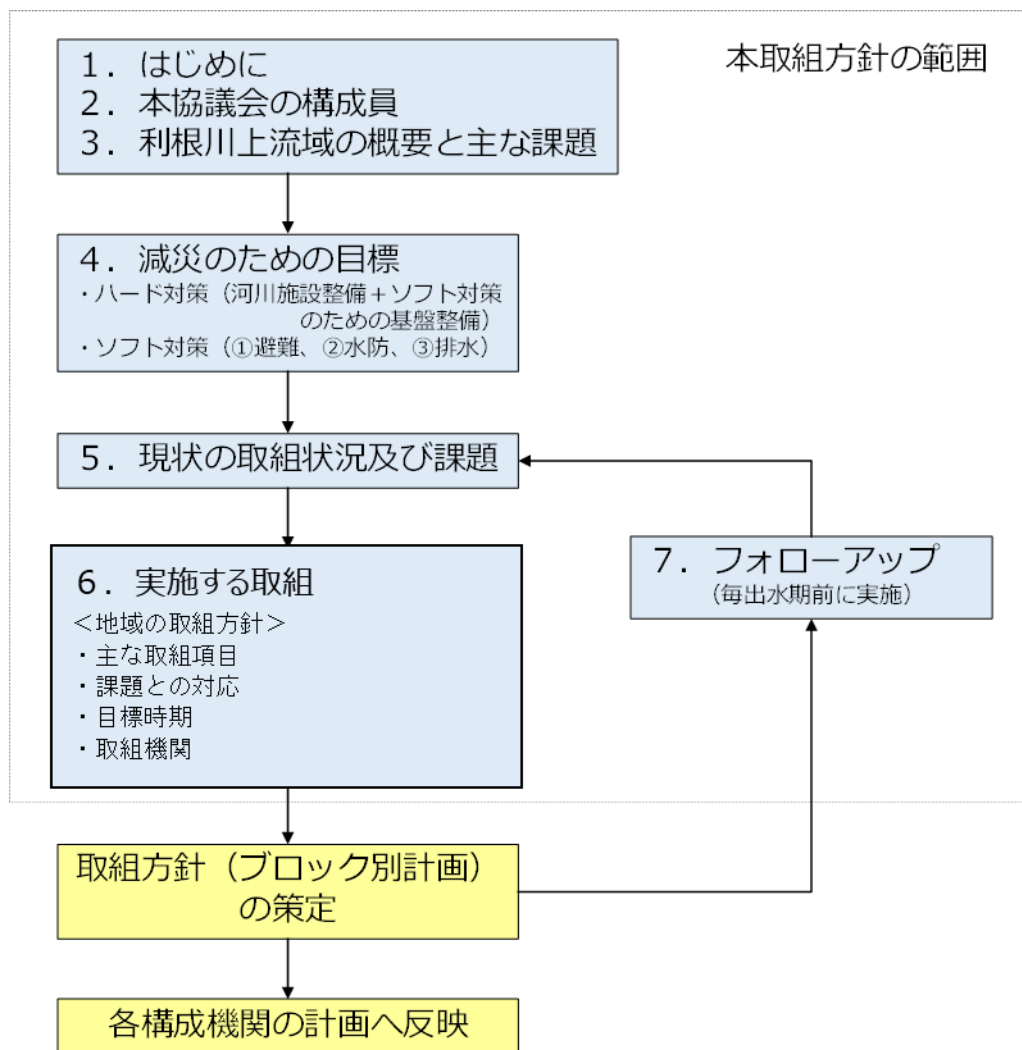 本取組方針の範囲
１．はじめに
２．本協議会の構成員
３．利根川上流域の概要と主な課題
４．減災のための目標
・ハード対策（河川施設整備＋ソフト対策
のための基盤整備）
・ソフト対策（①避難、②水防、③排水）
５．現状の取組状況及び課題
６．実施する取組
＜地域の取組方針＞
・主な取組項目
・課題との対応
・目標時期
・取組機関
７．フォローアップ
（毎出水期前に実施）
取組方針（ブロック別計画）
の策定
各構成機関の計画へ反映